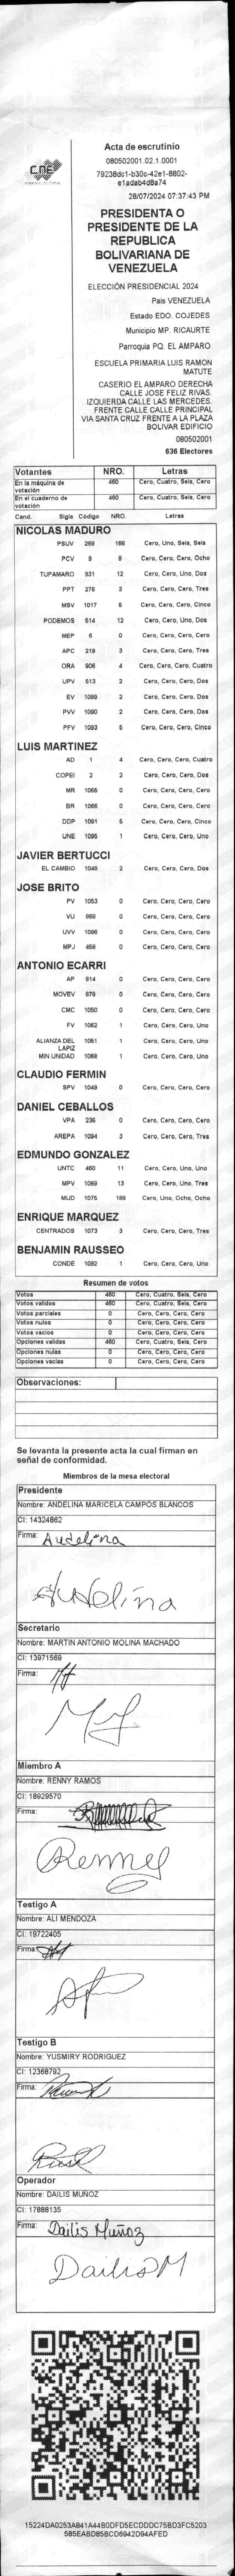 CNE
Acta de escrutinio
080502001.02.1.0001
79238dc1-b30c-42e1-8802-
e1adab4d8a74
28/07/2024 07:37:43 PM
PRESIDENTA O
PRESIDENTE DE LA
REPUBLICA
BOLIVARIANA DE
VENEZUELA
ELECCIÓN PRESIDENCIAL 2024
Pais VENEZUELA
Estado EDO. COJEDES
Municipio MP. RICAURTE
Parroquia PQ. EL AMPARO
ESCUELA PRIMARIA LUIS RAMON
MATUTE
CASERIO EL AMPARO DERECHA
CALLE JOSE FELIZ RIVAS.
IZQUIERDA CALLE LAS MERCEDES.
FRENTE CALLE CALLE PRINCIPAL
VIA SANTA CRUZ FRENTE A LA PLAZA
BOLIVAR EDIFICIO
080502001
636 Electores
Votantes NRO. Letras
En la máquina de votación 460 Cero, Cuatro, Seis, Cero
En el cuaderno de votación 460 Cero, Cuatro, Seis, Cero
Cand. Sigla Código NRO. Letras
NICOLAS MADURO
PSUV 269 166 Cero, Uno, Seis, Seis
PCV 9 8 Cero, Cero, Cero, Ocho
TUPAMARO 931 12 Cero, Cero, Uno, Dos
PPT 276 3 Cero, Cero, Cero, Tres
MSV 1017 5 Cero, Cero, Cero, Cinco
PODEMOS 514 12 Cero, Cero, Uno, Dos
MEP 6 0 Cero, Cero, Cero, Cero
APC 219 3 Cero, Cero, Cero, Tres
ORA 906 4 Cero, Cero, Cero, Cuatro
UPV 513 2 Cero, Cero, Cero, Dos
EV 1089 2 Cero, Cero, Cero, Dos
PVV 1090 2 Cero, Cero, Cero, Dos
PFV 1093 5 Cero, Cero, Cero, Cinco
LUIS MARTINEZ
AD 1 4 Cero, Cero, Cero, Cuatro
COPEI 2 2 Cero, Cero, Cero, Dos
MR 1065 0 Cero, Cero, Cero, Cero
BR 1066 0 Cero, Cero, Cero, Cero
DDP 1091 5 Cero, Cero, Cero, Cinco
UNE 1095 1 Cero, Cero, Cero, Uno
JAVIER BERTUCCI
EL CAMBIO 1048 2 Cero, Cero, Cero, Dos
JOSE BRITO
PV 1053 0 Cero, Cero, Cero, Cero
VU 969 0 Cero, Cero, Cero, Cero
UVV 1096 0 Cero, Cero, Cero, Cero
MPJ 458 0 Cero, Cero, Cero, Cero
ANTONIO ECARRI
AP 914 0 Cero, Cero, Cero, Cero
MOVEV 978 0 Cero, Cero, Cero, Cero
CMC 1050 0 Cero, Cero, Cero, Cero
FV 1062 1 Cero, Cero, Cero, Uno
ALIANZA DEL LAPIZ 1051 1 Cero, Cero, Cero, Uno
MIN UNIDAD 1068 1 Cero, Cero, Cero, Uno
CLAUDIO FERMIN
SPV 1049 0 Cero, Cero, Cero, Cero
DANIEL CEBALLOS
VPA 236 0 Cero, Cero, Cero, Cero
AREPA 1094 3 Cero, Cero, Cero, Tres
EDMUNDO GONZALEZ
UNTC 460 11 Cero, Cero, Uno, Uno
MPV 1069 13 Cero, Cero, Uno, Tres
MUD 1075 188 Cero, Uno, Ocho, Ocho
ENRIQUE MARQUEZ
CENTRADOS 1073 3 Cero, Cero, Cero, Tres
BENJAMIN RAUSSEO
CONDE 1092 1 Cero, Cero, Cero, Uno
Resumen de votos
Votos 460 Cero, Cuatro, Seis, Cero
Votos validos 460 Cero, Cuatro, Seis, Cero
Votos parciales 0 Cero, Cero, Cero, Cero
Votos nulos 0 Cero, Cero, Cero, Cero
Votos vacios 0 Cero, Cero, Cero, Cero
Opciones validas 460 Cero, Cuatro, Seis, Cero
Opciones nulas 0 Cero, Cero, Cero, Cero
Opciones vacias 0 Cero, Cero, Cero, Cero
Observaciones:
Se levanta la presente acta la cual firman en
señal de conformidad.
Miembros de la mesa electoral
Presidente
Nombre: ANDELINA MARICELA CAMPOS BLANCOS
CI: 14324862
Firma: Andelina
Andelina
Secretario
Nombre: MARTIN ANTONIO MOLINA MACHADO
CI: 13971569
Firma:
Miembro A
Nombre: RENNY RAMOS
CI: 18929570
Firma:
Renny
Testigo A
Nombre: ALI MENDOZA
CI: 19722405
Firma:
Testigo B
Nombre: YUSMIRY RODRIGUEZ
CI: 12368792
Firma:
Operador
Nombre: DAILIS MUÑOZ
CI: 17888135
Firma: Dailis Muñoz
Dailis M
15224DA0253A841A44B0DFD5ECDDDC75BD3FC5203
585EABD85BCD6942D94AFED